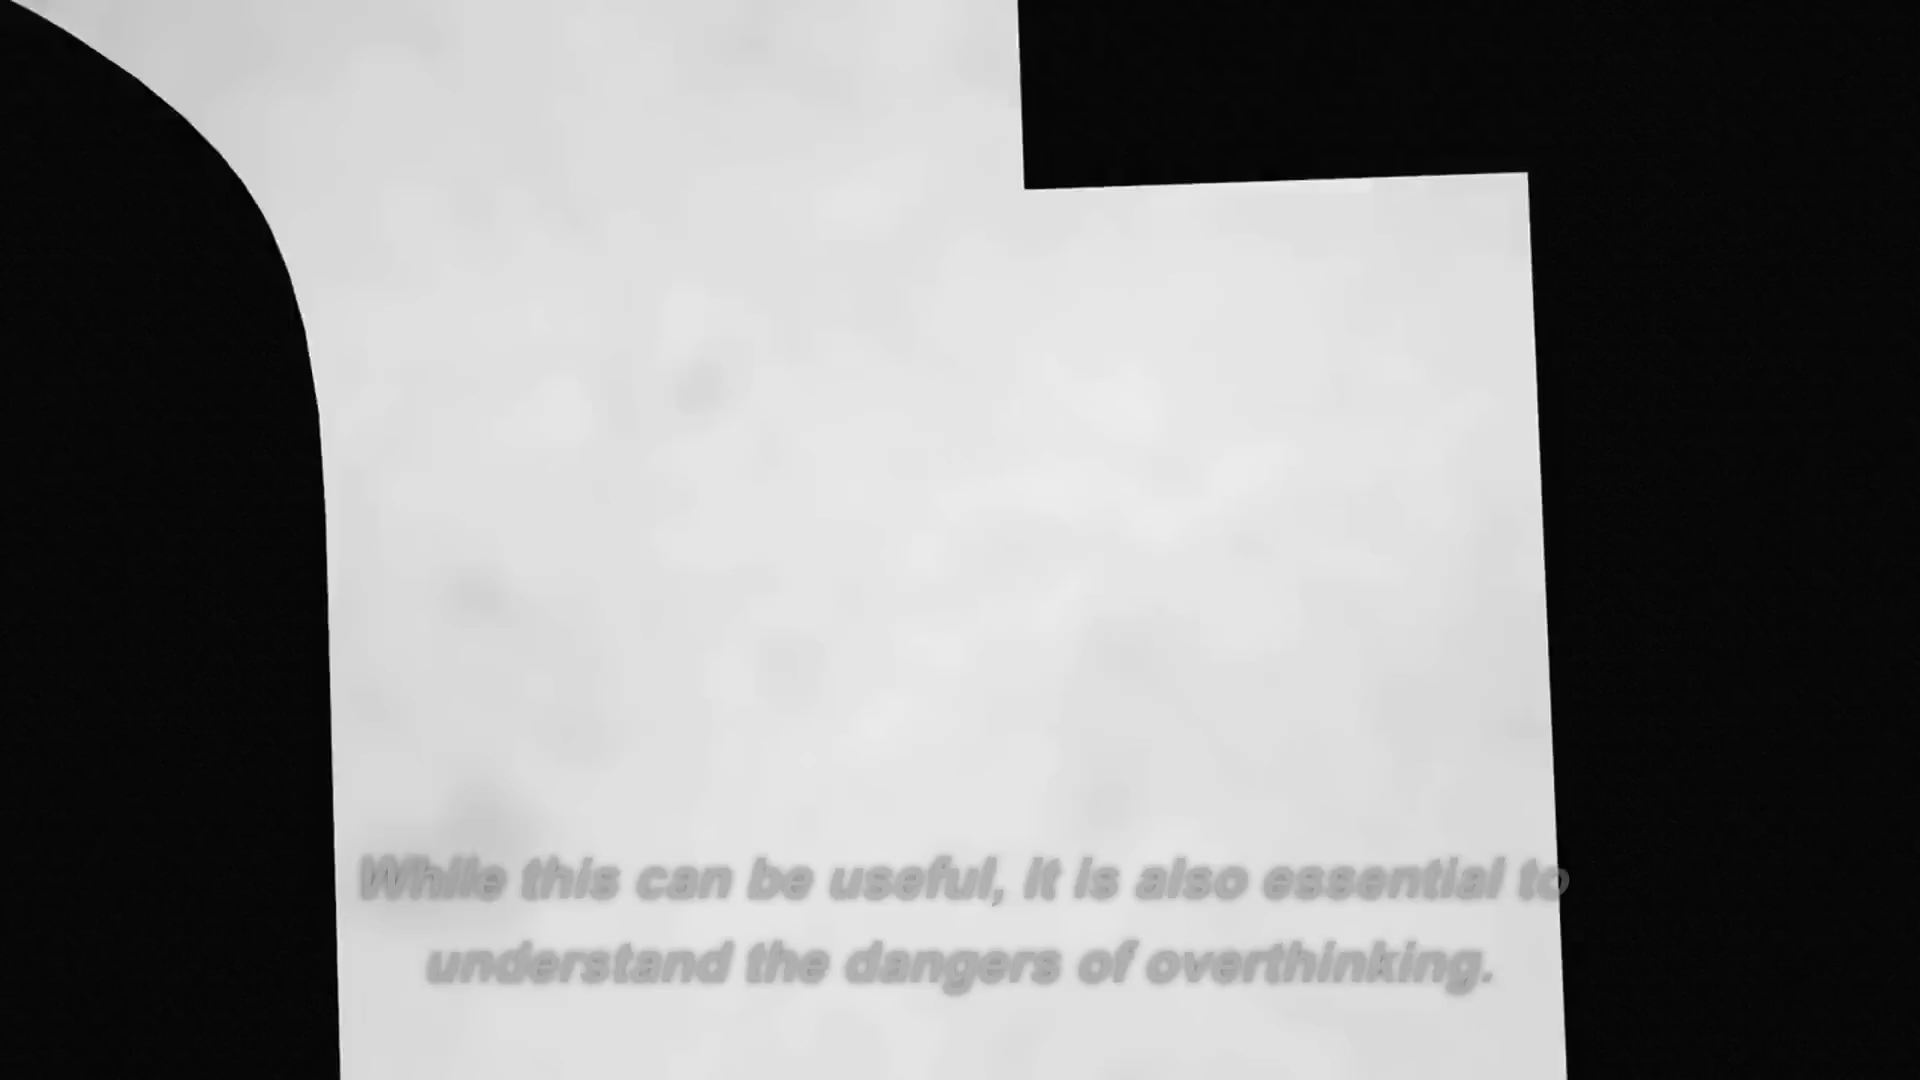 While this can be useful, it is also essential to
understand the dangers of overthinking.